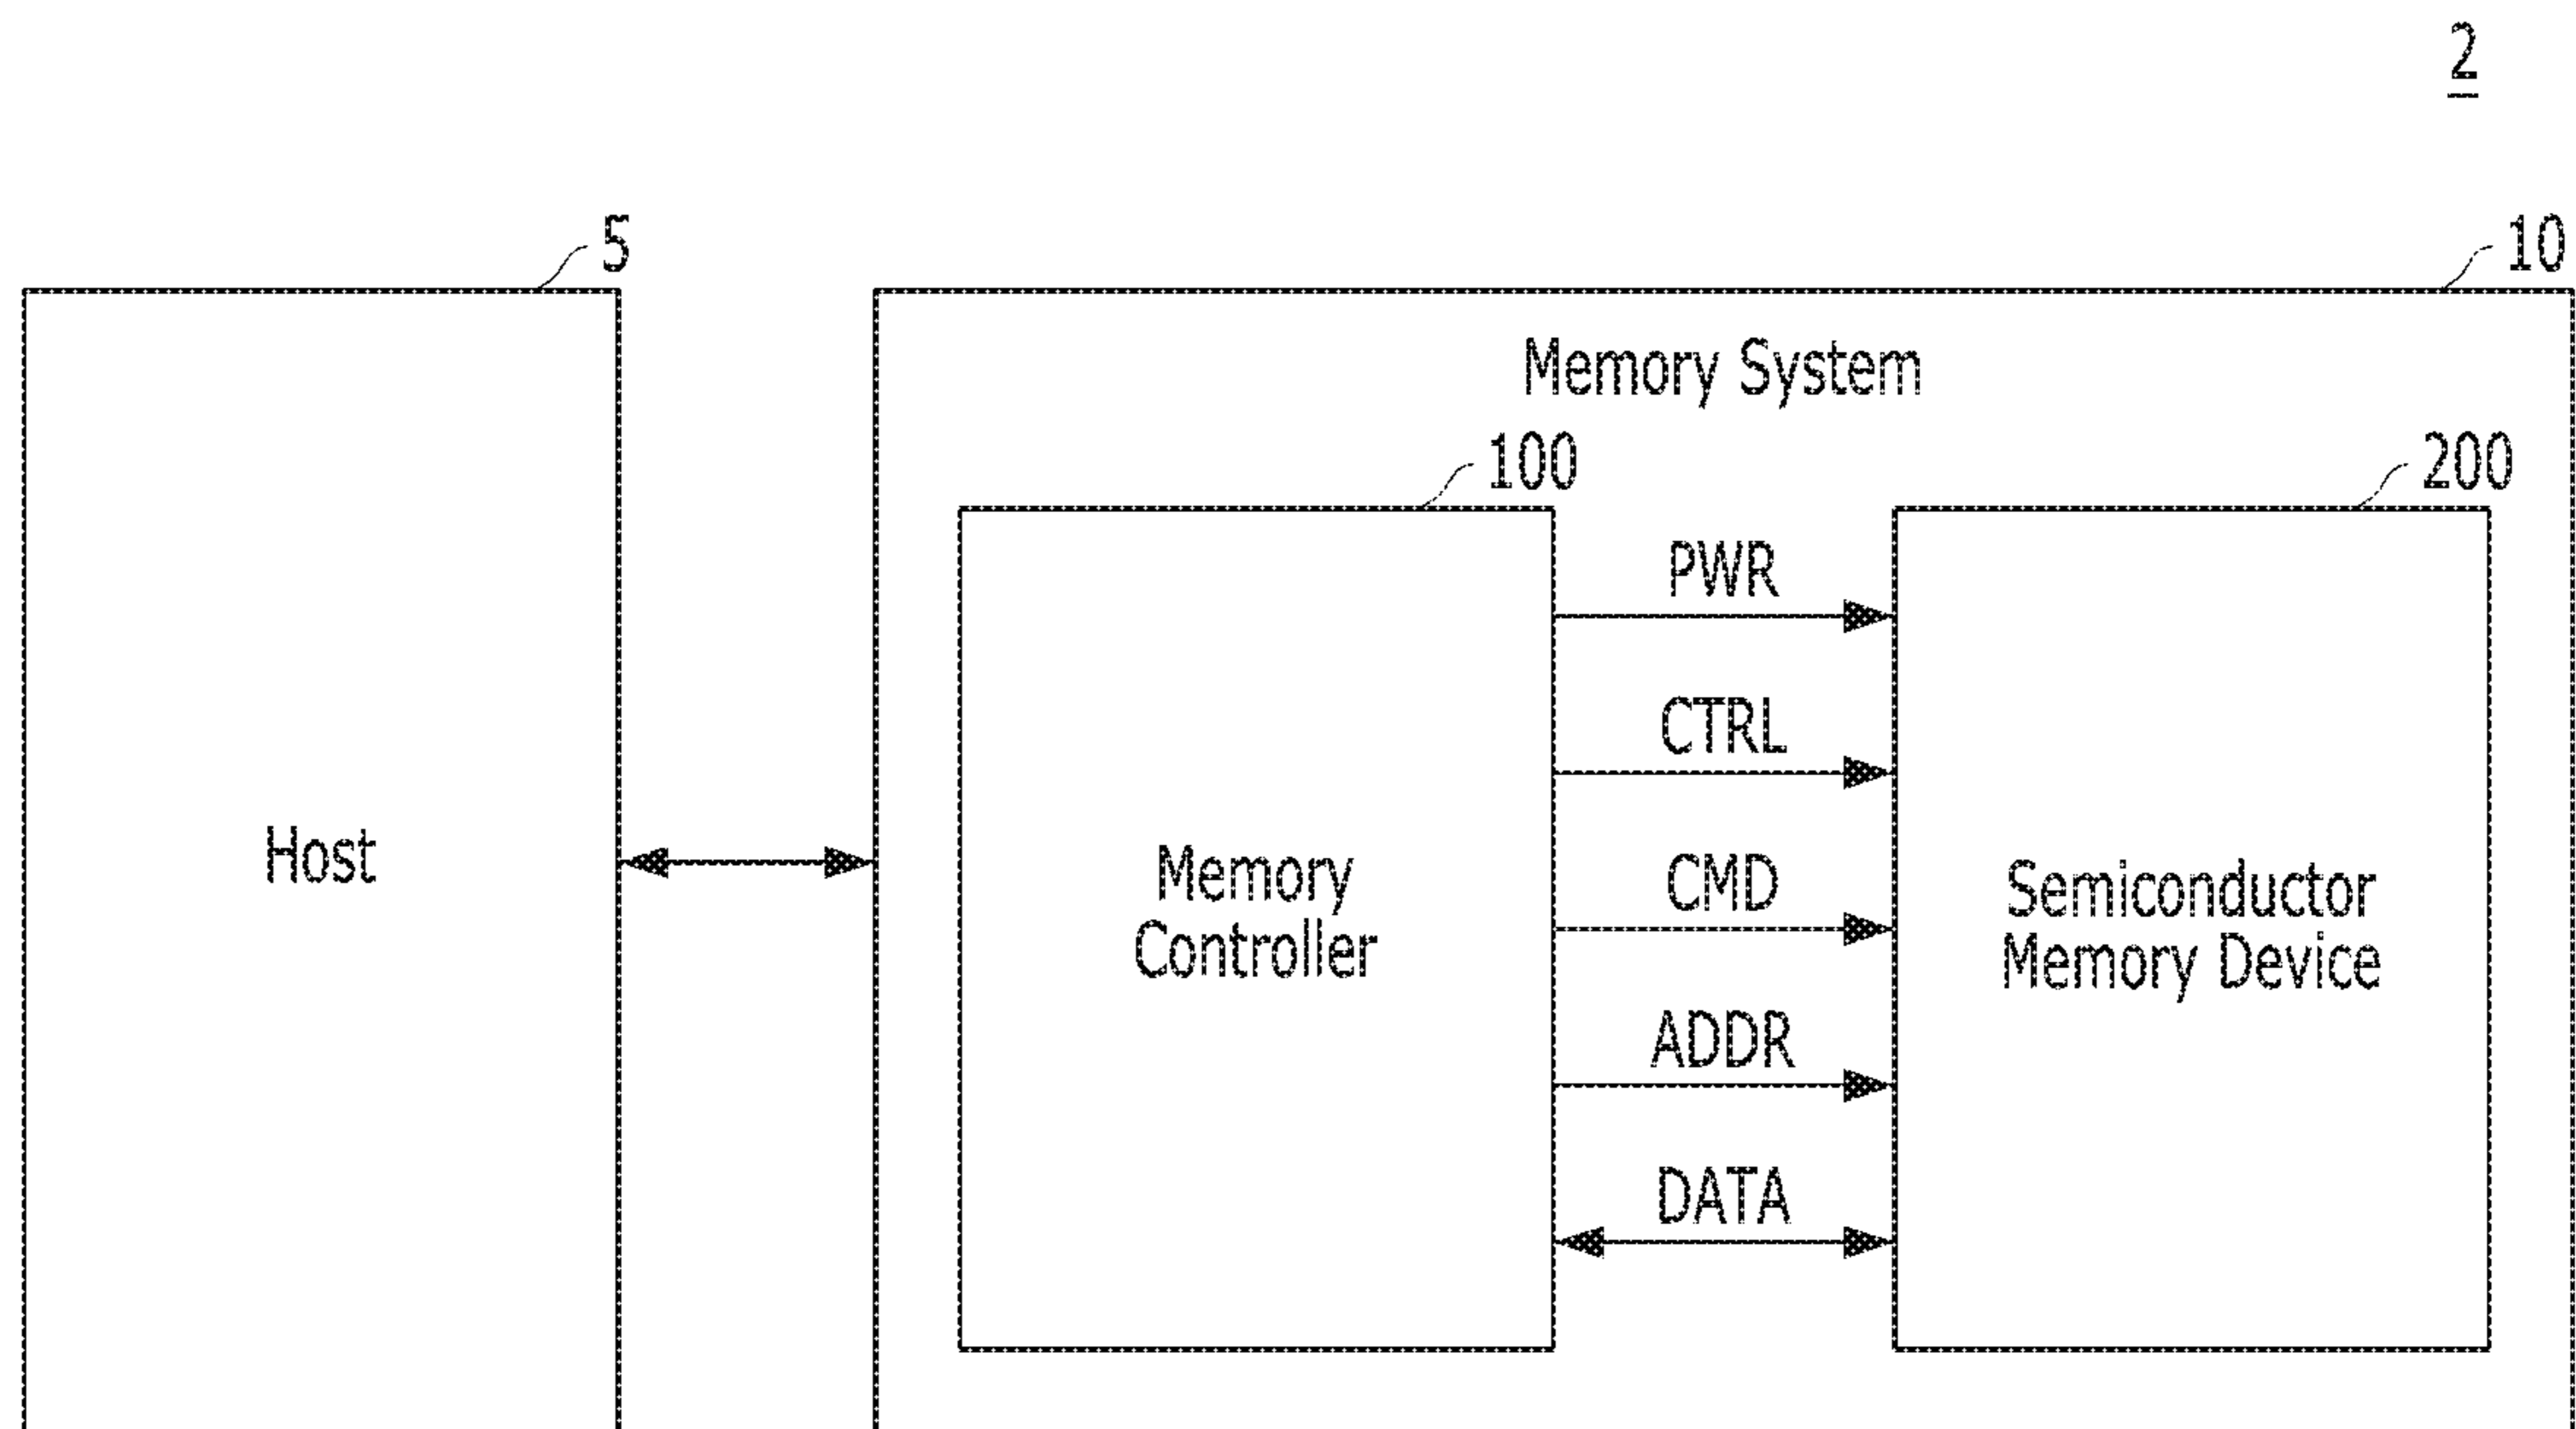 2
5
10
Memory System
100
200
PWR
CTRL
Host
CMD
Memory
Controller
Semiconductor
Memory Device
ADDR
DATA